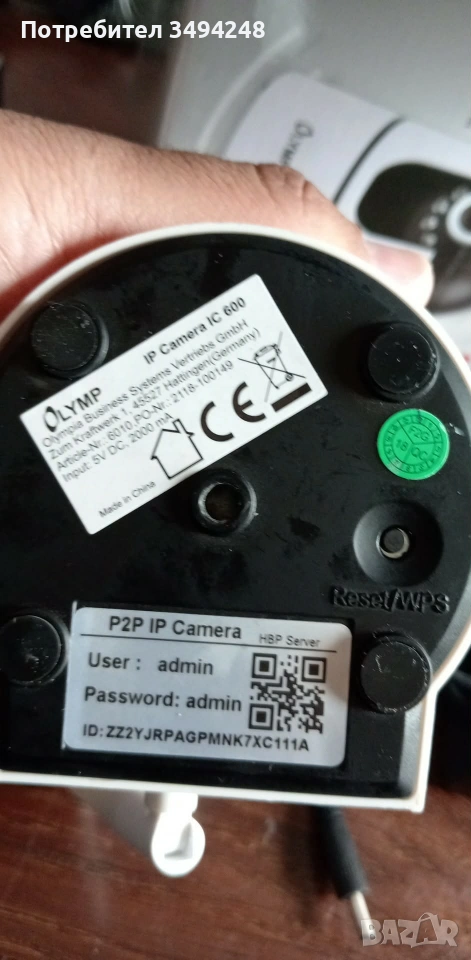 Потребител 3494248
OLYMP
IP Camera IC 600
Olympia Business Systems Vertriebs GmbH
Zum Kraftwerk 1, 45527 Hattingen(Germany)
Article-Nr.: 6010,PO-Nr.: 2118-100149
Input: 5V DC, 2000 mA
CE
Made in China
QC
Reset/WPS
P2P IP Camera
HBP Server
User : admin
Password: admin
ID: ZZ2YJRPAGPMNK7XC111A
BAZAR